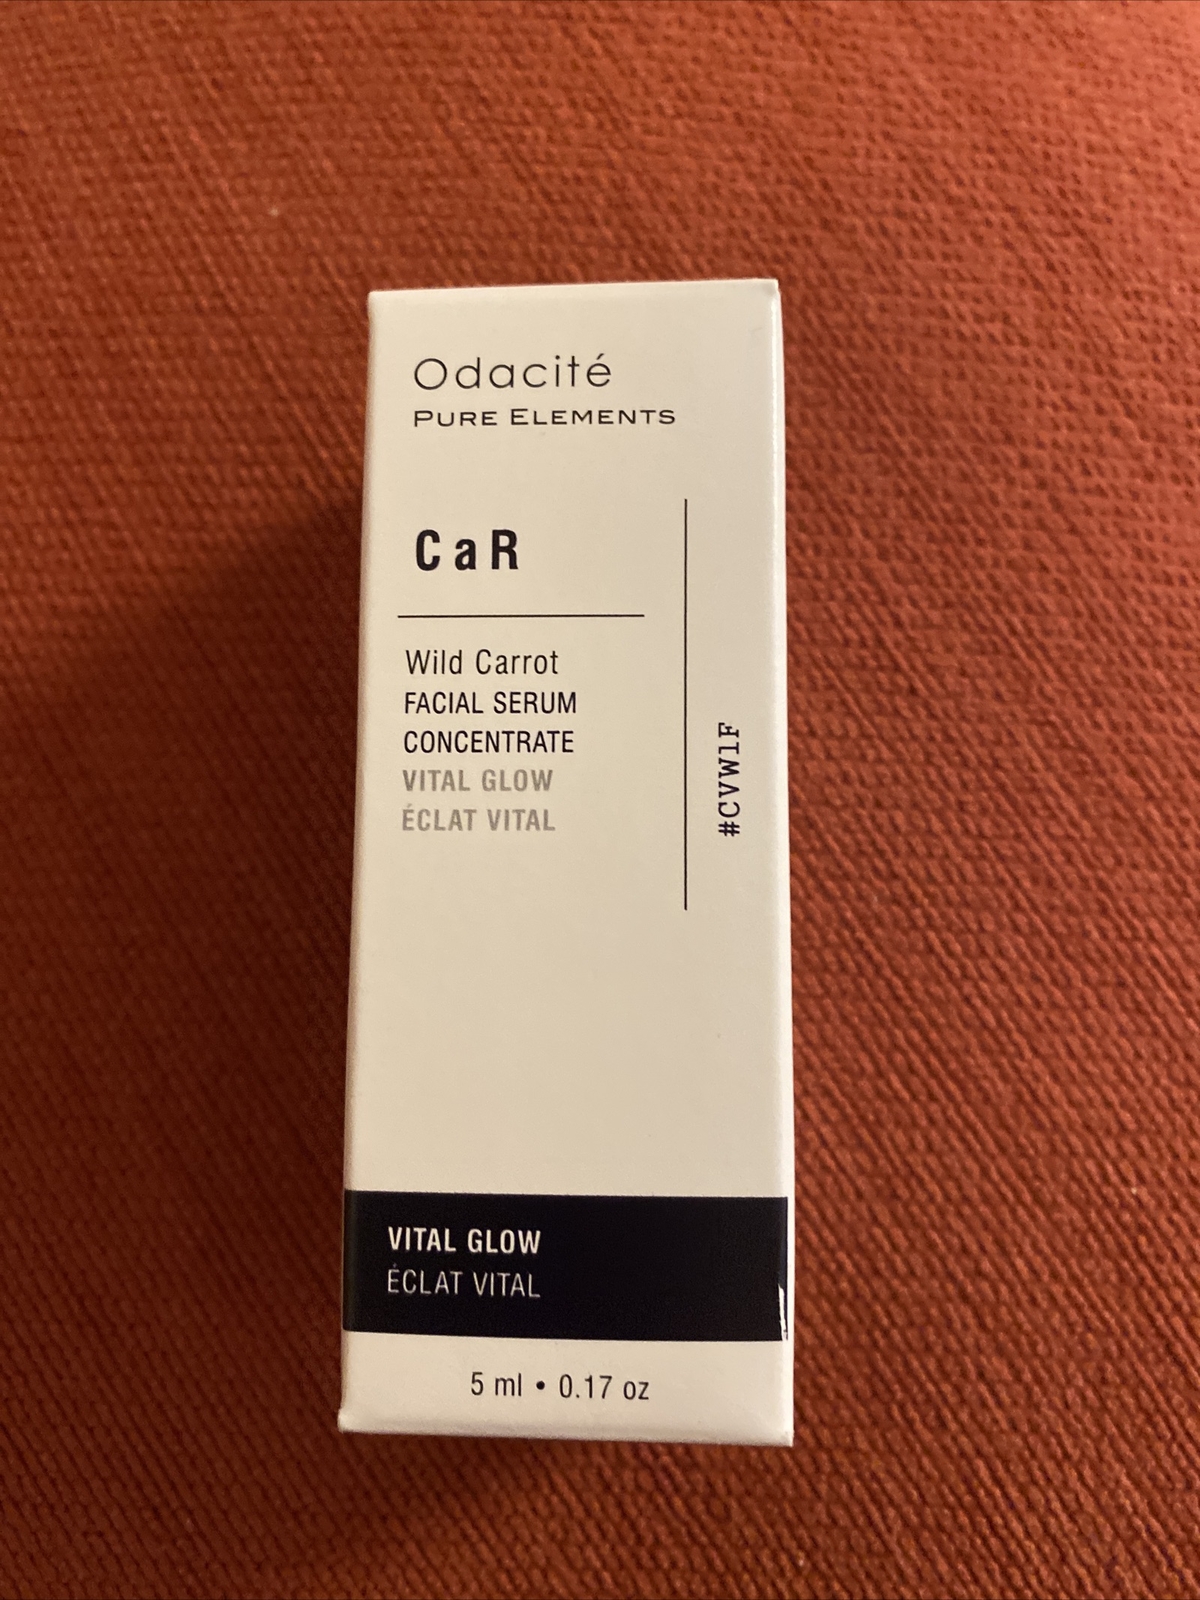 Odacité
PURE ELEMENTS
CaR
Wild Carrot
FACIAL SERUM
CONCENTRATE
VITAL GLOW
ÉCLAT VITAL
#CVW1F
VITAL GLOW
ÉCLAT VITAL
5 ml • 0.17 oz